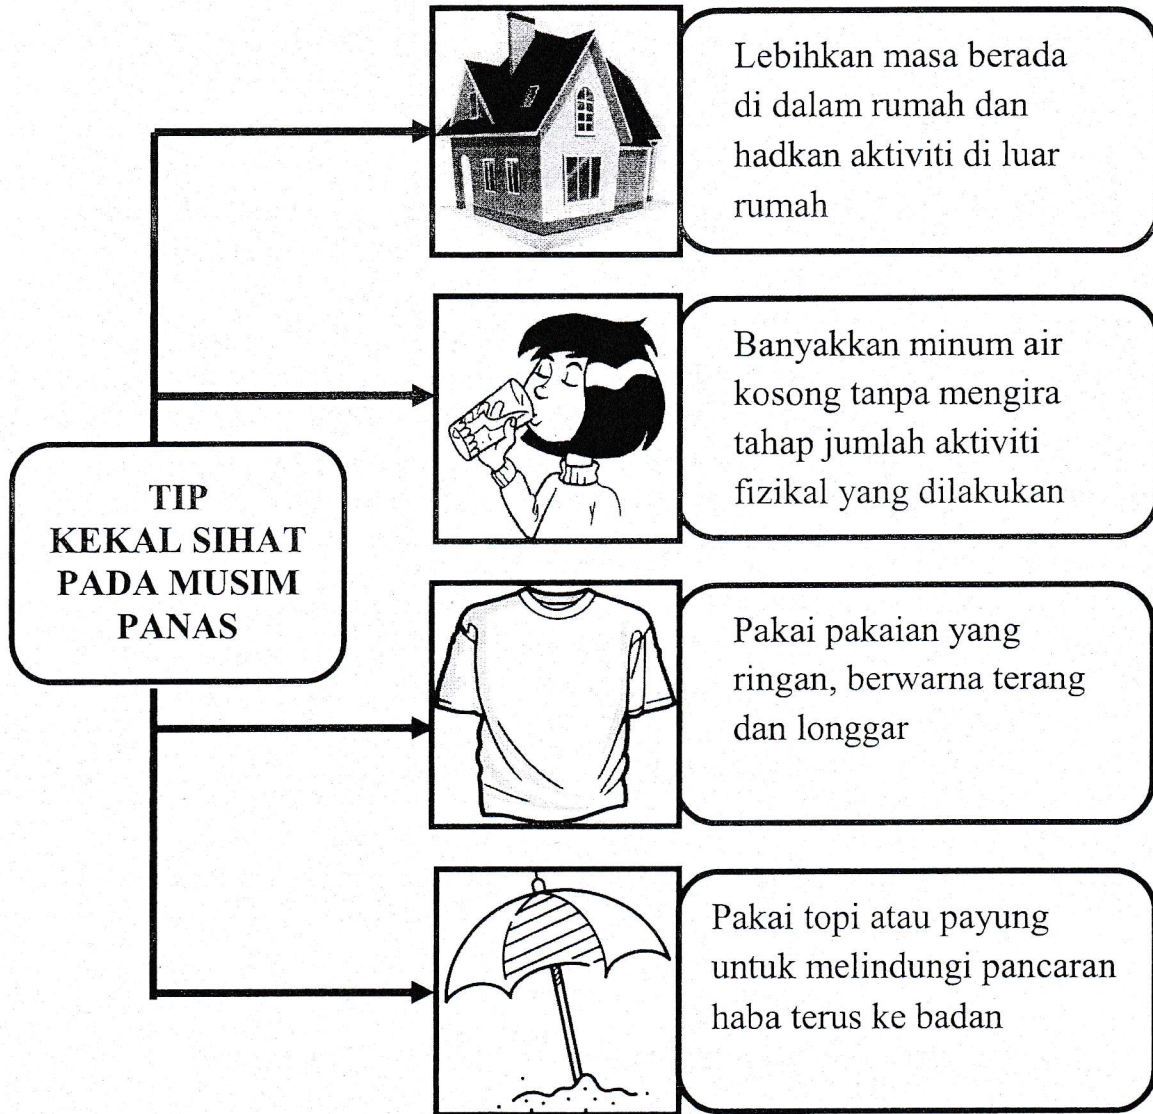 Lebihkan masa berada
di dalam rumah dan
hadkan aktiviti di luar
rumah
Banyakkan minum air
kosong tanpa mengira
tahap jumlah aktiviti
fizikal yang dilakukan
TIP
KEKAL SIHAT
PADA MUSIM
PANAS
Pakai pakaian yang
ringan, berwarna terang
dan longgar
Pakai topi atau payung
untuk melindungi pancaran
haba terus ke badan